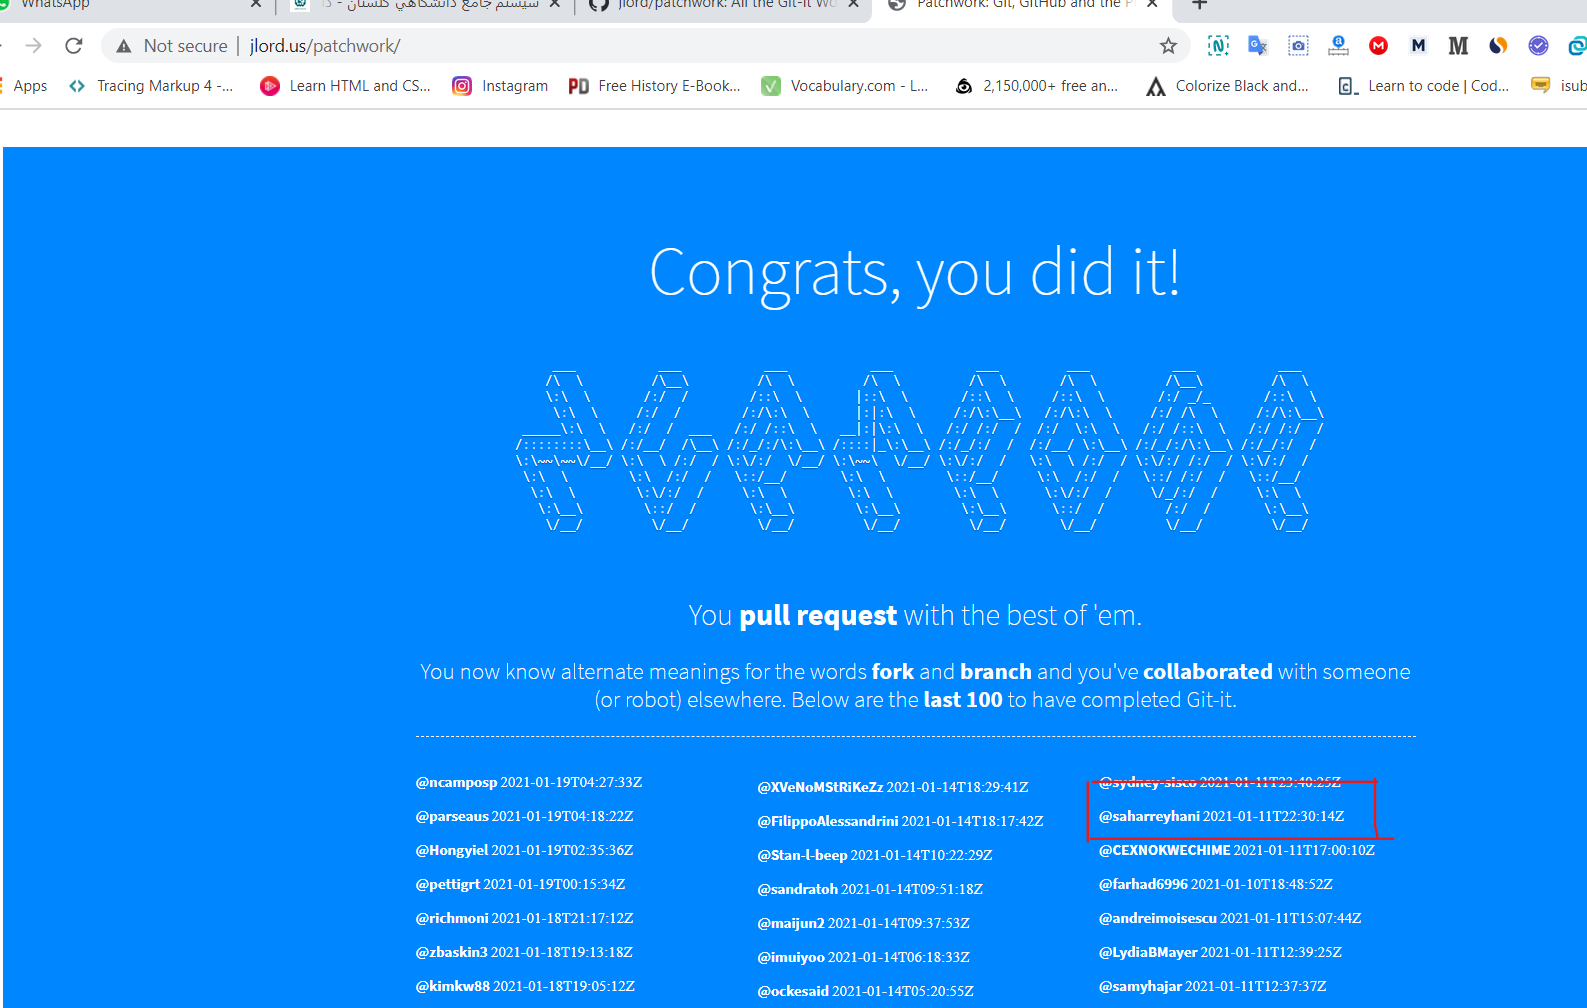 WhatsApp
سیستم جامع دانشگاهي گلستان - دا
jlord/patchwork: All the Git-it Wo
Patchwork: Git, GitHub and the P
Not secure | jlord.us/patchwork/
Apps
Tracing Markup 4 -...
Learn HTML and CS...
Instagram
Free History E-Book...
Vocabulary.com - L...
2,150,000+ free an...
Colorize Black and...
Learn to code | Cod...
isub
Congrats, you did it!
You pull request with the best of 'em.
You now know alternate meanings for the words fork and branch and you've collaborated with someone
(or robot) elsewhere. Below are the last 100 to have completed Git-it.
@ncamposp 2021-01-19T04:27:33Z
@parseaus 2021-01-19T04:18:22Z
@Hongyiel 2021-01-19T02:35:36Z
@pettigrt 2021-01-19T00:15:34Z
@richmoni 2021-01-18T21:17:12Z
@zbaskin3 2021-01-18T19:13:18Z
@kimkw88 2021-01-18T19:05:12Z
@XVeNoMStRiKeZz 2021-01-14T18:29:41Z
@FilippoAlessandrini 2021-01-14T18:17:42Z
@Stan-l-beep 2021-01-14T10:22:29Z
@sandratoh 2021-01-14T09:51:18Z
@maijun2 2021-01-14T09:37:53Z
@imuiyoo 2021-01-14T06:18:33Z
@ockesaid 2021-01-14T05:20:55Z
@sydney-sisco 2021-01-11T23:40:25Z
@saharreyhani 2021-01-11T22:30:14Z
@CEXNOKWECHIME 2021-01-11T17:00:10Z
@farhad6996 2021-01-10T18:48:52Z
@andreimoisescu 2021-01-11T15:07:44Z
@LydiaBMayer 2021-01-11T12:39:25Z
@samyhajar 2021-01-11T12:37:37Z